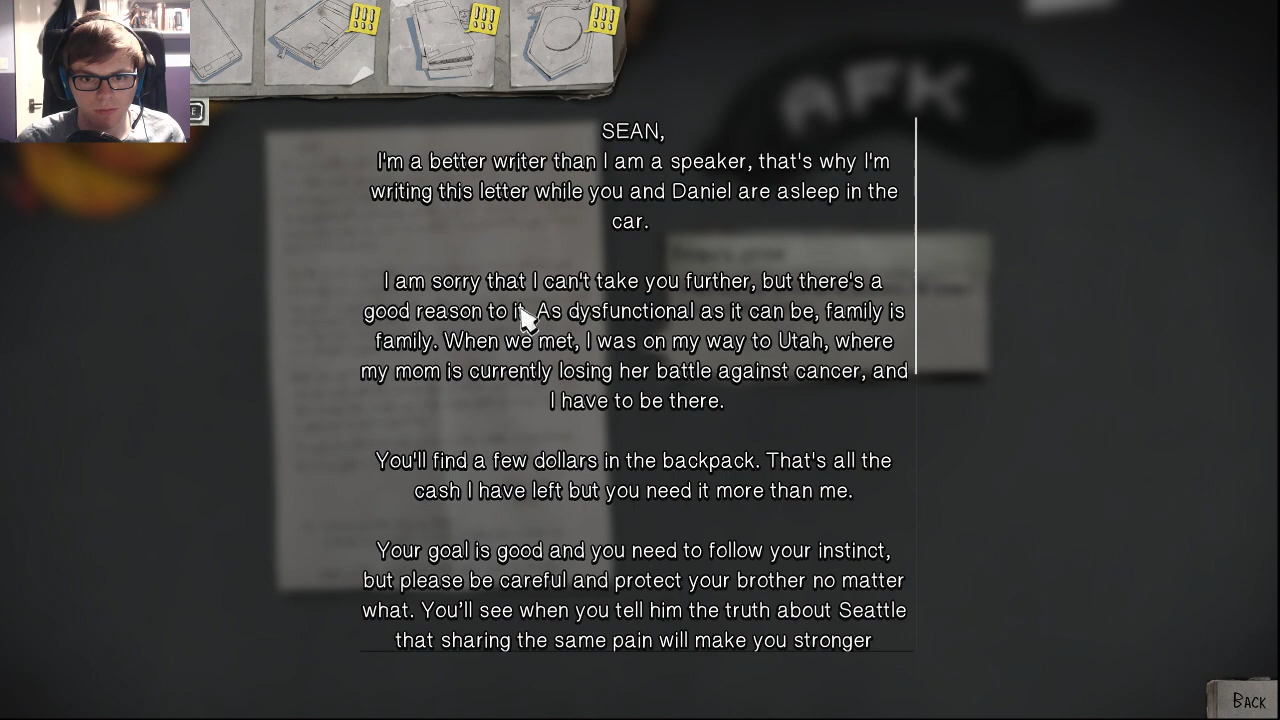 !!! !!! !!!
AFK
E
SEAN,
I'm a better writer than I am a speaker, that's why I'm
writing this letter while you and Daniel are asleep in the
car.
I am sorry that I can't take you further, but there's a
good reason to it. As dysfunctional as it can be, family is
family. When we met, I was on my way to Utah, where
my mom is currently losing her battle against cancer, and
I have to be there.
You'll find a few dollars in the backpack. That's all the
cash I have left but you need it more than me.
Your goal is good and you need to follow your instinct,
but please be careful and protect your brother no matter
what. You'll see when you tell him the truth about Seattle
that sharing the same pain will make you stronger
BACK